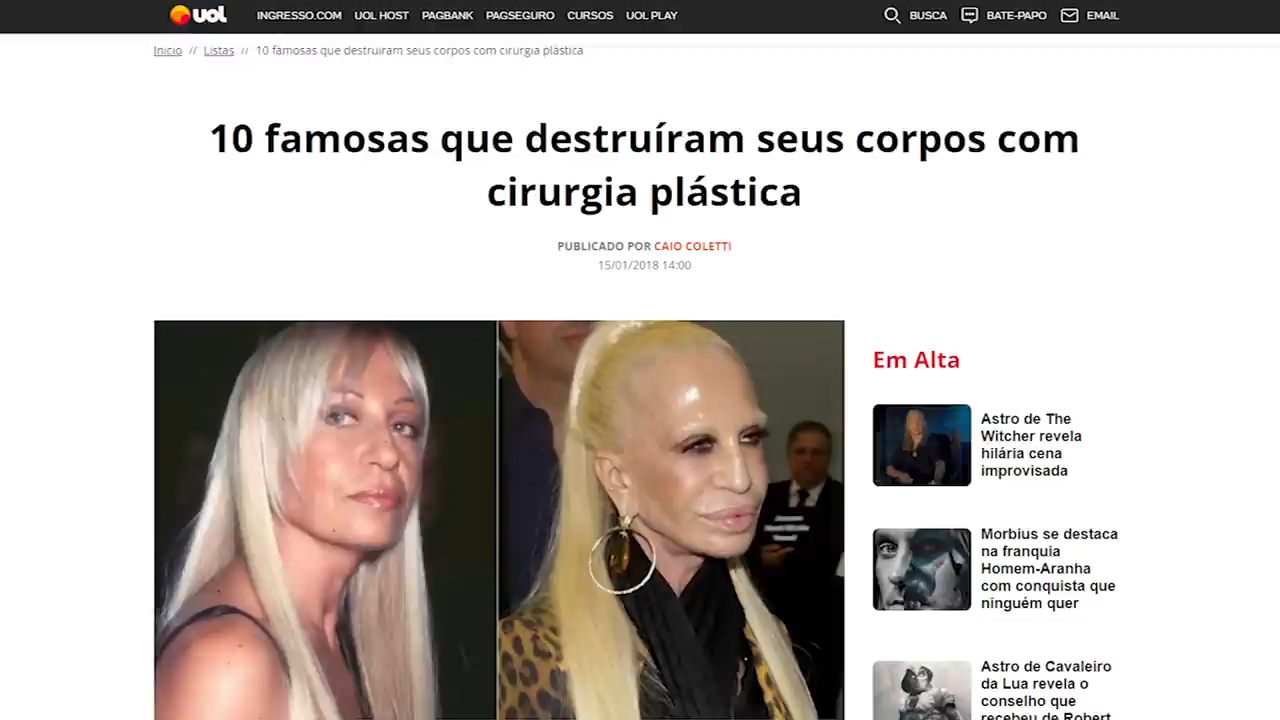 uol INGRESSO.COM UOL HOST PAGBANK PAGSEGURO CURSOS UOL PLAY BUSCA BATE-PAPO EMAIL
Início // Listas // 10 famosas que destruíram seus corpos com cirurgia plástica
10 famosas que destruíram seus corpos com
cirurgia plástica
PUBLICADO POR CAIO COLETTI
15/01/2018 14:00
Em Alta
Astro de The
Witcher revela
hilária cena
improvisada
Morbius se destaca
na franquia
Homem-Aranha
com conquista que
ninguém quer
Astro de Cavaleiro
da Lua revela o
conselho que
recebeu de Robert